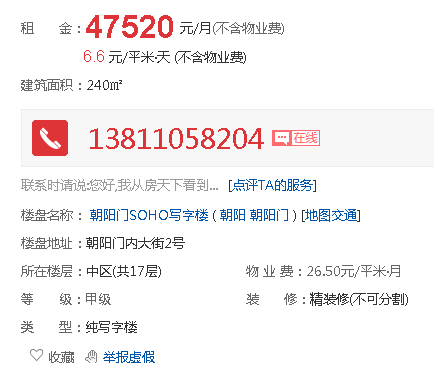 租 金：47520 元/月(不含物业费)
6.6 元/平米·天 (不含物业费)
建筑面积：240㎡
13811058204 在线
联系时请说:您好,我从房天下看到... [点评TA的服务]
楼盘名称：朝阳门SOHO写字楼 ( 朝阳 朝阳门 ) [地图交通]
楼盘地址：朝阳门内大街2号
所在楼层：中区(共17层) 物 业 费：26.50元/平米·月
等 级：甲级 装 修：精装修(不可分割)
类 型：纯写字楼
收藏 举报虚假